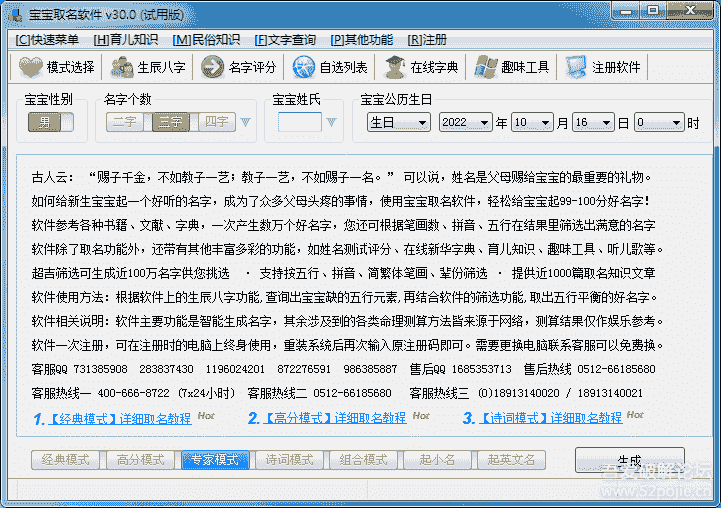 宝宝取名软件 v30.0 (试用版)
[C]快速菜单 [H]育儿知识 [M]民俗知识 [F]文字查询 [P]其他功能 [R]注册
模式选择 生辰八字 名字评分 自选列表 在线字典 趣味工具 注册软件
宝宝性别 名字个数 宝宝姓氏 宝宝公历生日
男 二字 三字 四字 生日 2022 年 10 月 16 日 0 时
古人云: “赐子千金，不如教子一艺；教子一艺，不如赐子一名。” 可以说，姓名是父母赐给宝宝的最重要的礼物。
如何给新生宝宝起一个好听的名字，成为了众多父母头疼的事情，使用宝宝取名软件，轻松给宝宝起99-100分好名字!
软件参考各种书籍、文献、字典，一次产生数万个好名字，您还可根据笔画数、拼音、五行在结果里筛选出满意的名字
软件除了取名功能外，还带有其他丰富多彩的功能，如姓名测试评分、在线新华字典、育儿知识、趣味工具、听儿歌等。
超吉筛选可生成近100万名字供您挑选 · 支持按五行、拼音、简繁体笔画、辈份筛选 · 提供近1000篇取名知识文章
软件使用方法: 根据软件上的生辰八字功能,查询出宝宝缺的五行元素,再结合软件的筛选功能,取出五行平衡的好名字。
软件相关说明: 软件主要功能是智能生成名字，其余涉及到的各类命理测算方法皆来源于网络，测算结果仅作娱乐参考。
软件一次注册，可在注册时的电脑上终身使用，重装系统后再次输入原注册码即可。需要更换电脑联系客服可以免费换。
客服QQ 731385908 283837430 1196024201 872276591 986385887 售后QQ 1685353713 售后热线 0512-66185680
客服热线一 400-666-8722 (7x24小时) 客服热线二 0512-66185680 客服热线三 (0)18913140020 / 18913140021
1.【经典模式】详细取名教程 Hot 2.【高分模式】详细取名教程 Hot 3.【诗词模式】详细取名教程 Hot
经典模式 高分模式 专家模式 诗词模式 组合模式 起小名 起英文名 生成
吾爱破解论坛
www.52pojie.cn